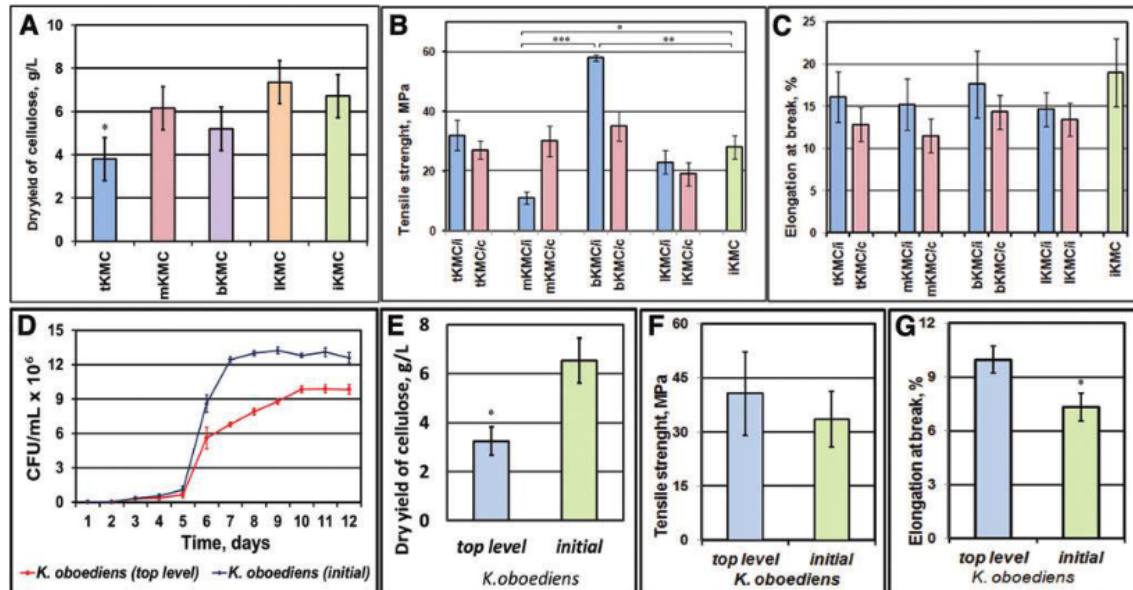 A
Dry yield of cellulose, g/L
10
8
6
4
2
0
*
tKMC
mKMC
bKMC
lKMC
iKMC
B
Tensile strenght, MPa
60
40
20
0
*
***
**
tKMC/i
tKMC/c
mKMC/i
mKMC/c
bKMC/i
bKMC/c
lKMC/i
lKMC/c
iKMC
C
Elongation at break, %
25
20
15
10
5
0
tKMC/i
tKMC/c
mKMC/i
mKMC/c
bKMC/i
bKMC/c
lKMC/i
lKMC/i
iKMC
D
CFU/mL x 10⁶
15
12
9
6
3
0
1 2 3 4 5 6 7 8 9 10 11 12
Time, days
K. oboediens (top level)
K. oboediens (initial)
E
Dry yield of cellulose, g/L
8
6
4
2
0
*
top level initial
K.oboediens
F
Tensile strenght, MPa
60
45
30
15
0
top level initial
K. oboediens
G
Elongation at break, %
12
9
6
3
0
*
top level initial
K. oboediens